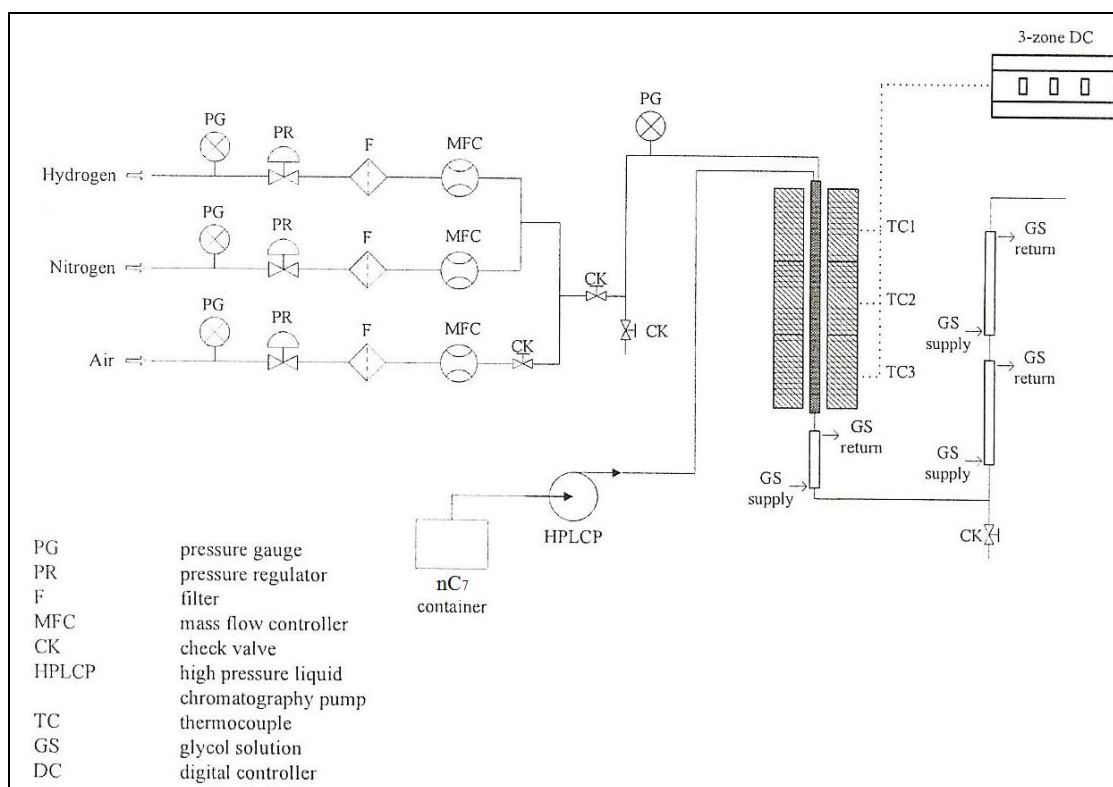 3-zone DC
PG
PG
PR
F
MFC
Hydrogen
PG
PR
F
MFC
Nitrogen
PG
PR
F
MFC
Air
CK
CK
CK
TC1
TC2
TC3
GS
return
GS
supply
GS
return
GS
supply
GS
return
GS
supply
CK
HPLCP
nC7
container
PG pressure gauge
PR pressure regulator
F filter
MFC mass flow controller
CK check valve
HPLCP high pressure liquid
chromatography pump
TC thermocouple
GS glycol solution
DC digital controller